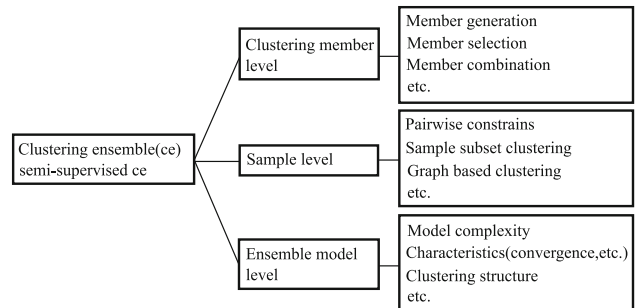 Clustering ensemble(ce)
semi-supervised ce
Clustering member
level
Member generation
Member selection
Member combination
etc.
Sample level
Pairwise constrains
Sample subset clustering
Graph based clustering
etc.
Ensemble model
level
Model complexity
Characteristics(convergence,etc.)
Clustering structure
etc.